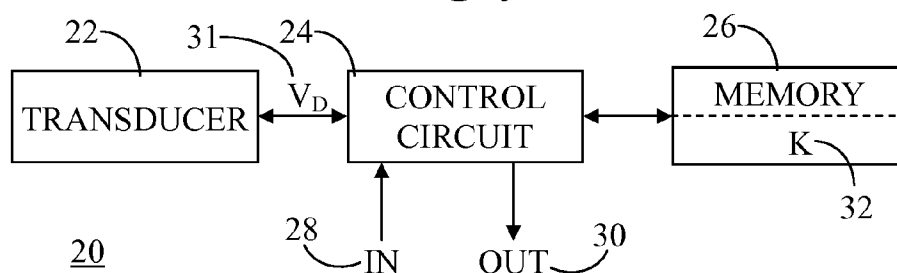 22
31
24
26
TRANSDUCER
V_D
CONTROL
CIRCUIT
MEMORY
K
32
20
28
IN
OUT
30